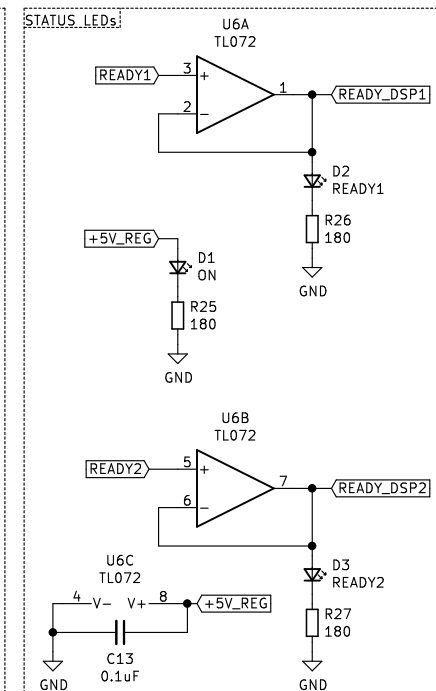 STATUS LEDs
U6A
TL072
READY1
3
+
2
−
1
READY_DSP1
D2
READY1
R26
180
GND
+5V_REG
D1
ON
R25
180
GND
U6B
TL072
READY2
5
+
6
−
7
READY_DSP2
D3
READY2
R27
180
GND
U6C
TL072
4 V− V+ 8
+5V_REG
C13
0.1uF
GND